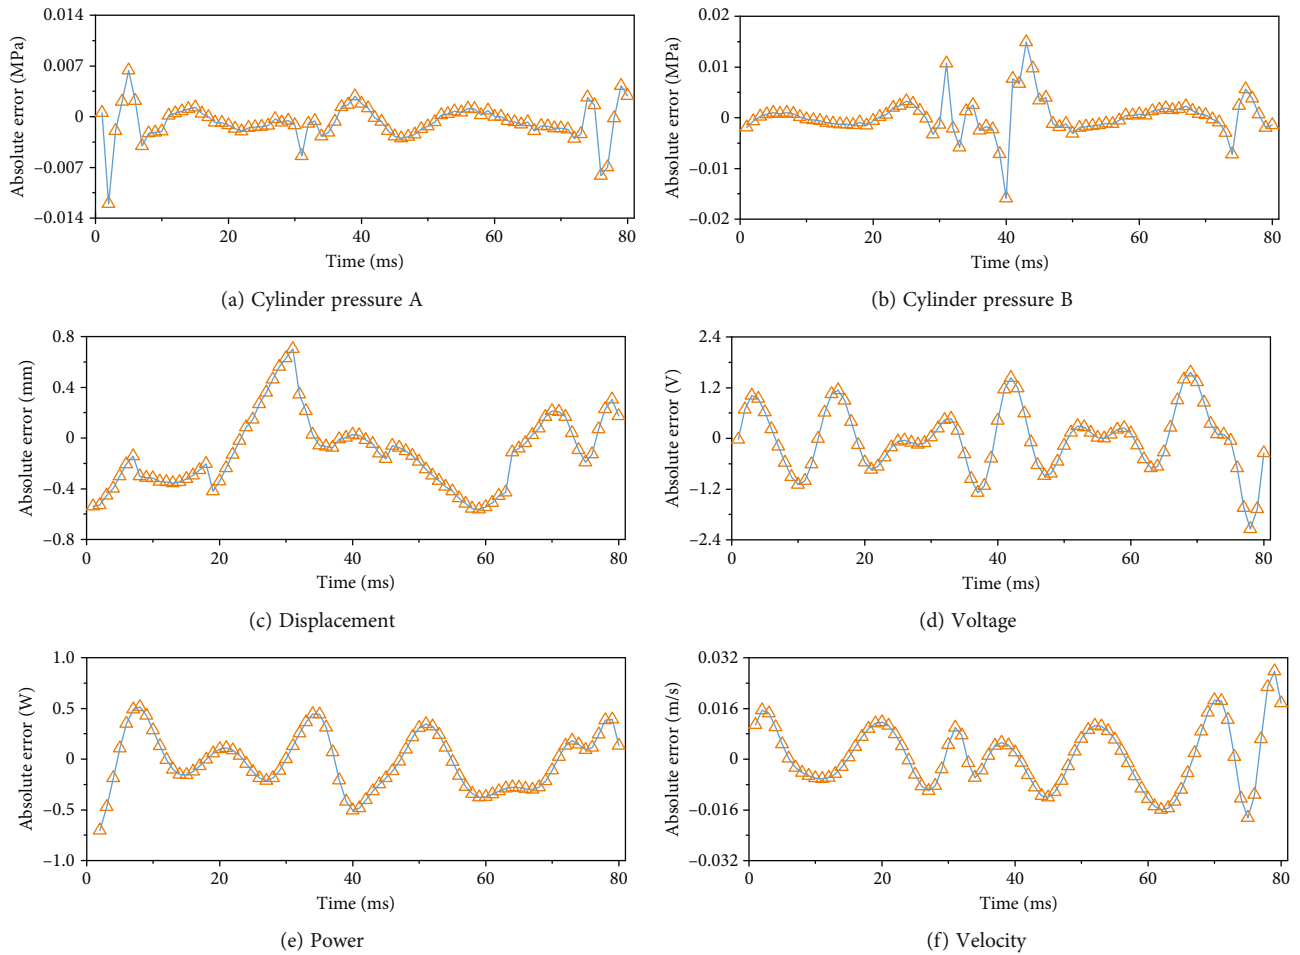 0.014
0.007
0
−0.007
−0.014
Absolute error (MPa)
0 20 40 60 80
Time (ms)
(a) Cylinder pressure A
0.02
0.01
0
−0.01
−0.02
Absolute error (MPa)
0 20 40 60 80
Time (ms)
(b) Cylinder pressure B
0.8
0.4
0
−0.4
−0.8
Absolute error (mm)
0 20 40 60 80
Time (ms)
(c) Displacement
2.4
1.2
0
−1.2
−2.4
Absolute error (V)
0 20 40 60 80
Time (ms)
(d) Voltage
1.0
0.5
0
−0.5
−1.0
Absolute error (W)
0 20 40 60 80
Time (ms)
(e) Power
0.032
0.016
0
−0.016
−0.032
Absolute error (m/s)
0 20 40 60 80
Time (ms)
(f) Velocity